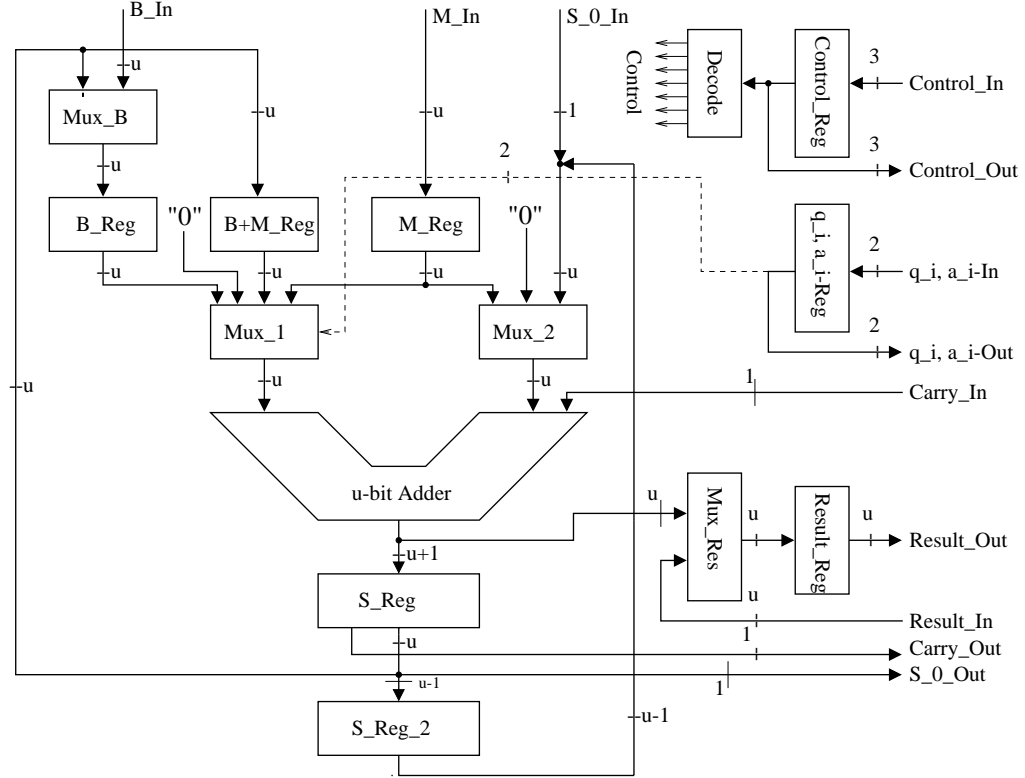 B_In
M_In
S_0_In
u
Mux_B
u
u
1
Control
Decode
Control_Reg
3
Control_In
3
Control_Out
u
2
B_Reg
"0"
B+M_Reg
M_Reg
"0"
q_i, a_i-Reg
2
q_i, a_i-In
u
u
u
u
Mux_1
Mux_2
2
q_i, a_i-Out
u
u
u
1
Carry_In
u-bit Adder
u
Mux_Res
u
Result_Reg
u
Result_Out
u+1
S_Reg
u
Result_In
u
1
Carry_Out
u-1
1
S_0_Out
S_Reg_2
u-1